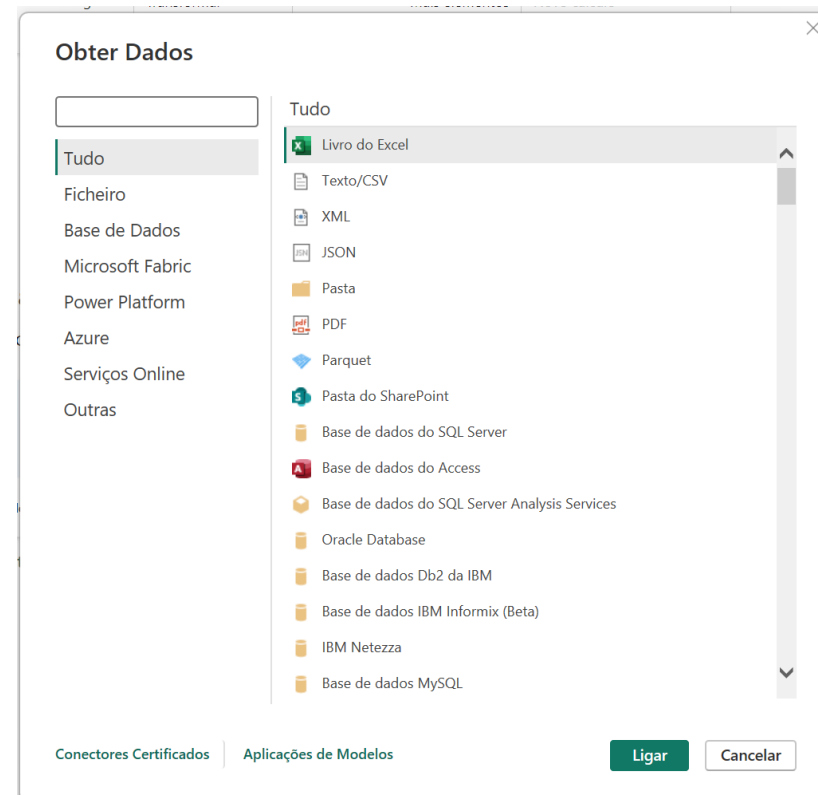 Obter Dados
Tudo
Ficheiro
Base de Dados
Microsoft Fabric
Power Platform
Azure
Serviços Online
Outras
Tudo
Livro do Excel
Texto/CSV
XML
JSON
Pasta
PDF
Parquet
Pasta do SharePoint
Base de dados do SQL Server
Base de dados do Access
Base de dados do SQL Server Analysis Services
Oracle Database
Base de dados Db2 da IBM
Base de dados IBM Informix (Beta)
IBM Netezza
Base de dados MySQL
Conectores Certificados
Aplicações de Modelos
Ligar
Cancelar